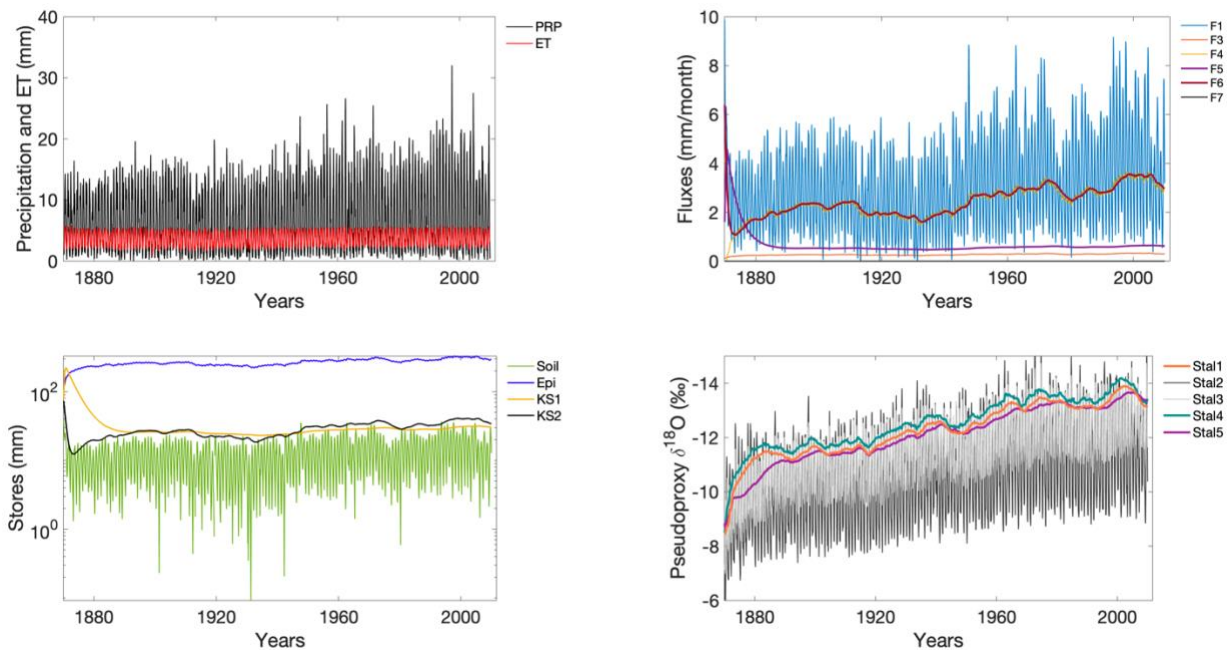 40
30
20
10
0
Precipitation and ET (mm)
1880 1920 1960 2000
Years
PRP
ET
10
8
6
4
2
0
Fluxes (mm/month)
1880 1920 1960 2000
Years
F1
F3
F4
F5
F6
F7
10²
10⁰
Stores (mm)
1880 1920 1960 2000
Years
Soil
Epi
KS1
KS2
-14
-12
-10
-8
-6
Pseudoproxy δ¹⁸O (‰)
1880 1920 1960 2000
Years
Stal1
Stal2
Stal3
Stal4
Stal5